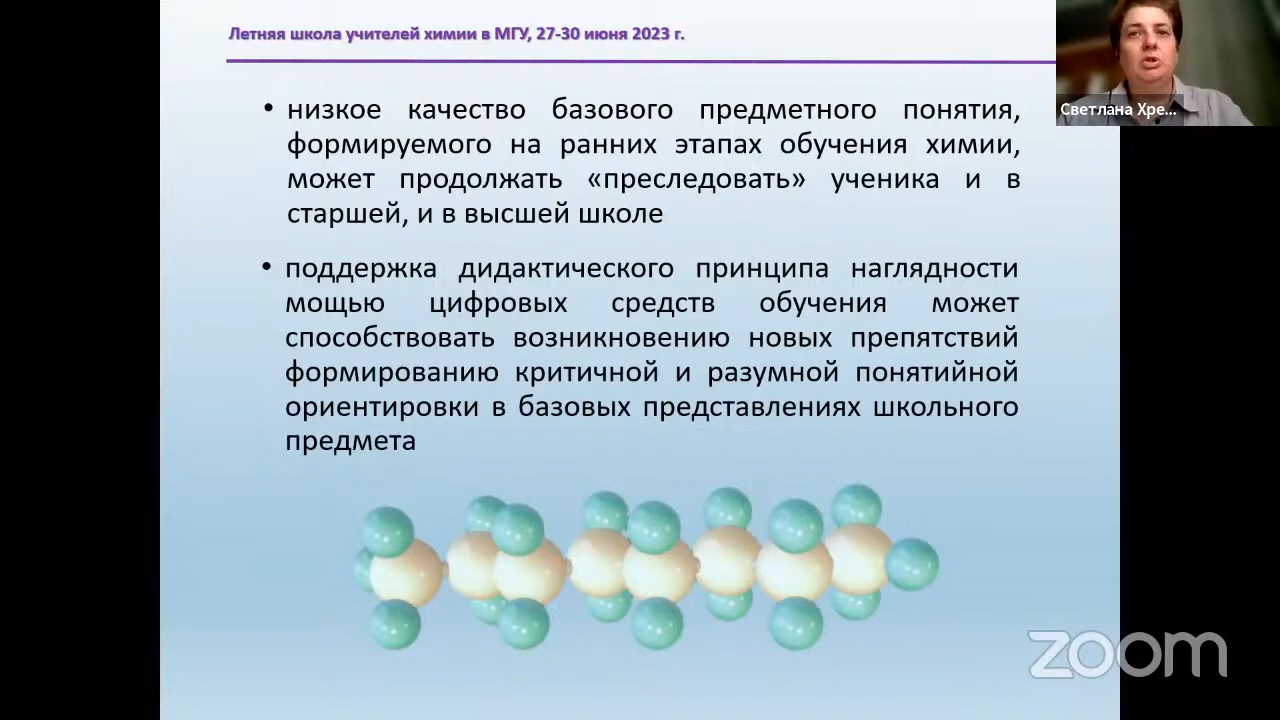 Летняя школа учителей химии в МГУ, 27-30 июня 2023 г.
Светлана Хре...
• низкое качество базового предметного понятия,
формируемого на ранних этапах обучения химии,
может продолжать «преследовать» ученика и в
старшей, и в высшей школе
• поддержка дидактического принципа наглядности
мощью цифровых средств обучения может
способствовать возникновению новых препятствий
формированию критичной и разумной понятийной
ориентировки в базовых представлениях школьного
предмета
zoom